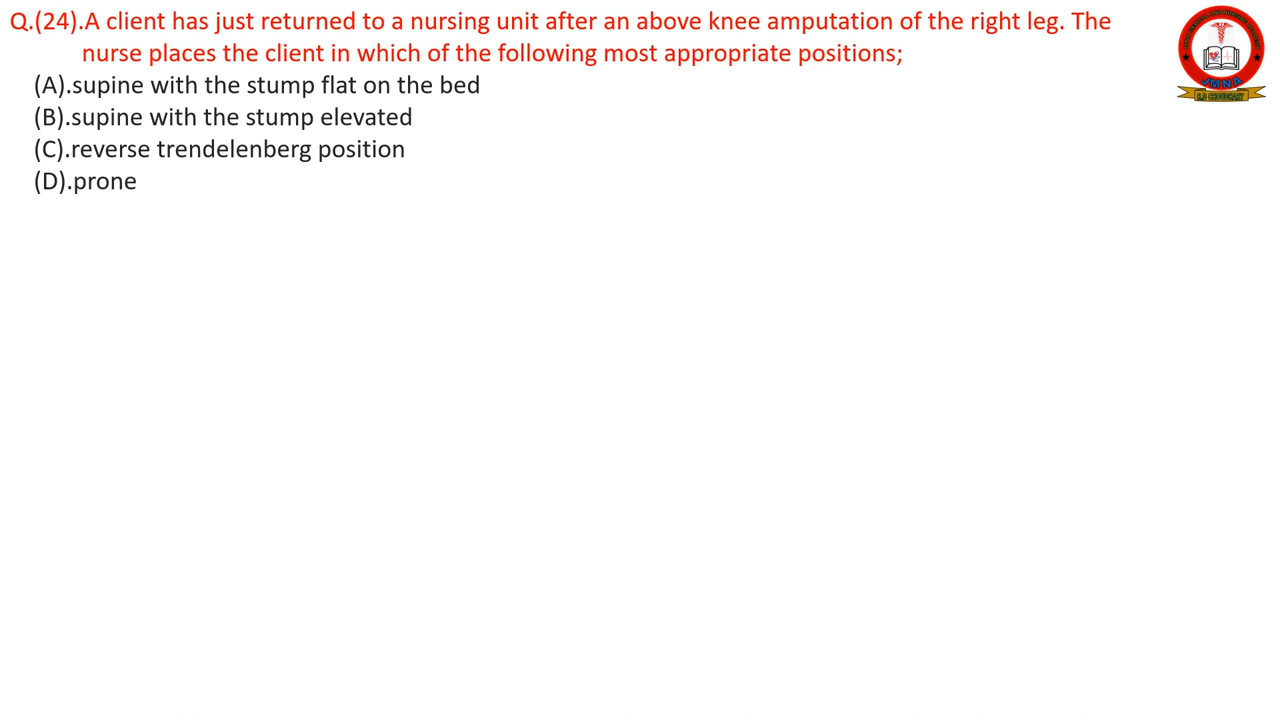 Q.(24).A client has just returned to a nursing unit after an above knee amputation of the right leg. The
nurse places the client in which of the following most appropriate positions;
(A).supine with the stump flat on the bed
(B).supine with the stump elevated
(C).reverse trendelenberg position
(D).prone
JMNA